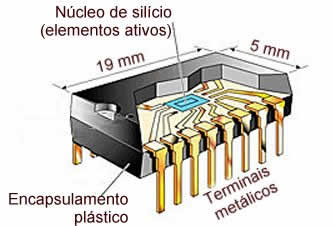 Núcleo de silício
(elementos ativos)
19 mm
5 mm
Encapsulamento
plástico
Terminais
metálicos